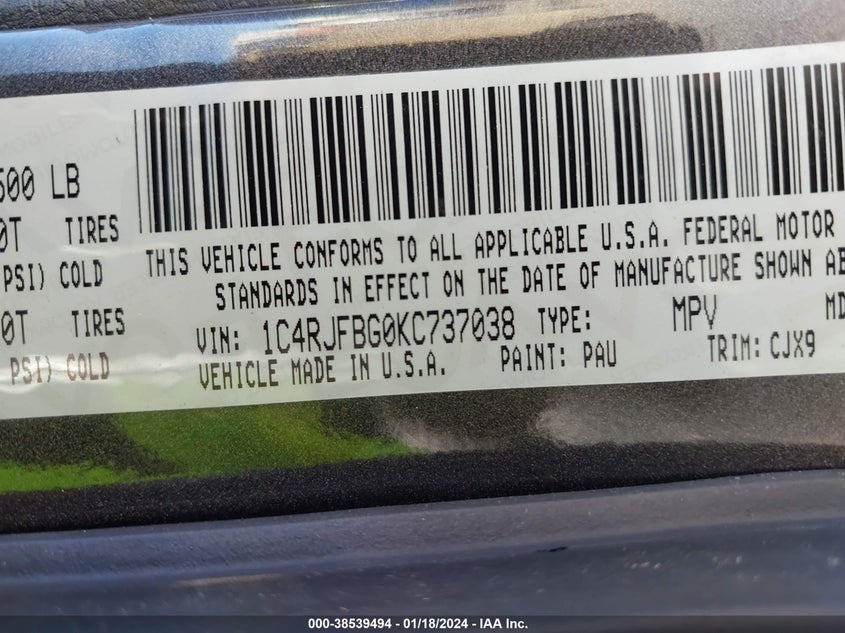 500 LB
0T TIRES
PSI) COLD
0T TIRES
PSI) COLD
THIS VEHICLE CONFORMS TO ALL APPLICABLE U.S.A. FEDERAL MOTOR
STANDARDS IN EFFECT ON THE DATE OF MANUFACTURE SHOWN AB
VIN: 1C4RJFBG0KC737038 TYPE: MPV MD
VEHICLE MADE IN U.S.A. PAINT: PAU TRIM: CJX9
000-38539494 - 01/18/2024 - IAA Inc.